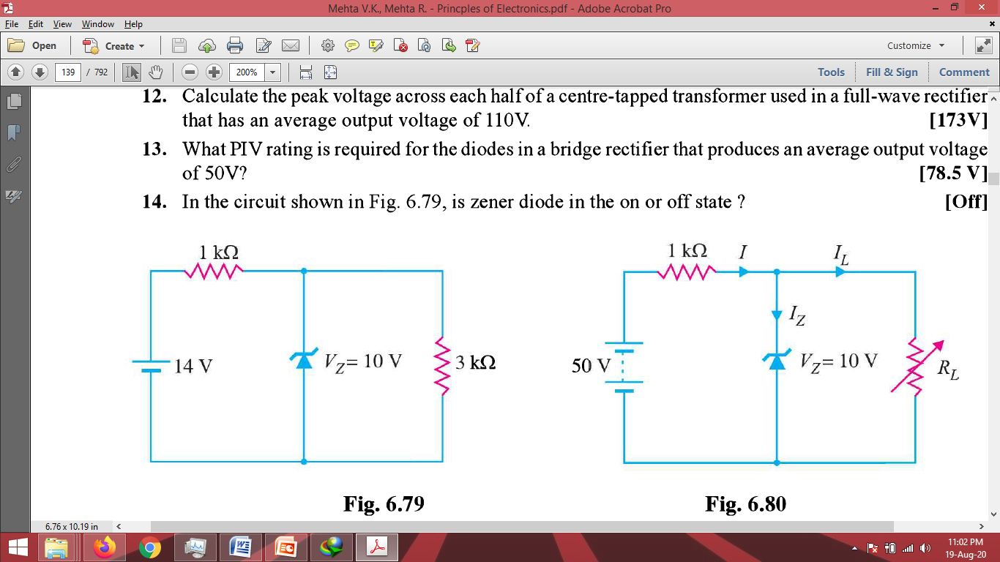 Mehta V.K., Mehta R. - Princples of Electronics.pdf - Adobe Acrobat Pro
File Edit View Window Help
Open Create Customize
139 / 792 200% Tools Fill & Sign Comment
12. Calculate the peak voltage across each half of a centre-tapped transformer used in a full-wave rectifier
that has an average output voltage of 110V. [173V]
13. What PIV rating is required for the diodes in a bridge rectifier that produces an average output voltage
of 50V? [78.5 V]
14. In the circuit shown in Fig. 6.79, is zener diode in the on or off state ? [Off]
1 kΩ
14 V
V_Z= 10 V
3 kΩ
Fig. 6.79
1 kΩ I I_L
I_Z
50 V
V_Z= 10 V
R_L
Fig. 6.80
6.76 x 10.19 in
11:02 PM
19-Aug-20